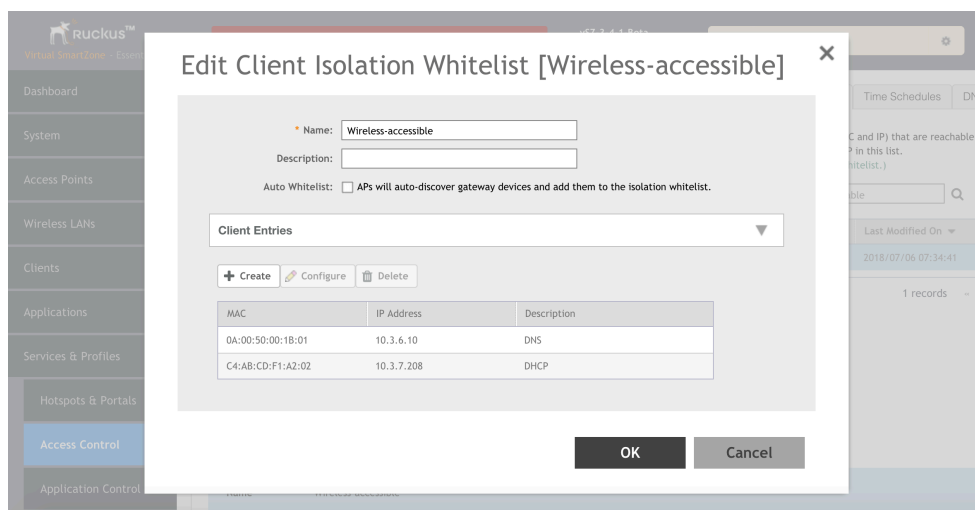 RUCKUS™
Virtual SmartZone - Essent
Edit Client Isolation Whitelist [Wireless-accessible]
* Name: Wireless-accessible
Description:
Auto Whitelist: APs will auto-discover gateway devices and add them to the isolation whitelist.
Client Entries
Create Configure Delete
MAC IP Address Description
0A:00:50:00:1B:01 10.3.6.10 DNS
C4:AB:CD:F1:A2:02 10.3.7.208 DHCP
OK Cancel
Dashboard
System
Access Points
Wireless LANs
Clients
Applications
Services & Profiles
Hotspots & Portals
Access Control
Application Control
Time Schedules DN
C and IP) that are reachable
P in this list.
hitelist.)
ble
Last Modified On
2018/07/06 07:34:41
1 records «